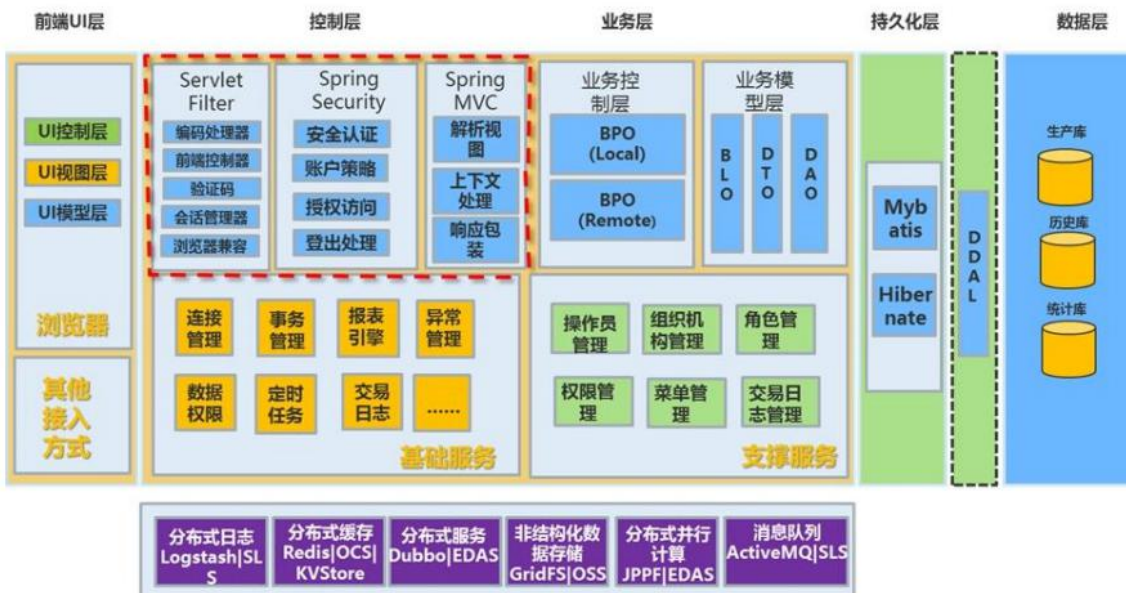 前端UI层
控制层
业务层
持久化层
数据层
UI控制层
UI视图层
UI模型层
浏览器
其他
接入
方式
Servlet
Filter
编码处理器
前端控制器
验证码
会话管理器
浏览器兼容
Spring
Security
安全认证
账户策略
授权访问
登出处理
Spring
MVC
解析视
图
上下文
处理
响应包
装
业务控
制层
BPO
(Local)
BPO
(Remote)
业务模
型层
B
L
O
D
T
O
D
A
O
连接
管理
事务
管理
报表
引擎
异常
管理
数据
权限
定时
任务
交易
日志
......
基础服务
操作员
管理
组织机
构管理
角色管
理
权限管
理
菜单管
理
交易日
志管理
支撑服务
Myb
atis
Hiber
nate
D
D
A
L
生产库
历史库
统计库
分布式日志
Logstash|SL
S
分布式缓存
Redis|OCS|
KVStore
分布式服务
Dubbo|EDAS
非结构化数
据存储
GridFS|OSS
分布式并行
计算
JPPF|EDAS
消息队列
ActiveMQ|SLS